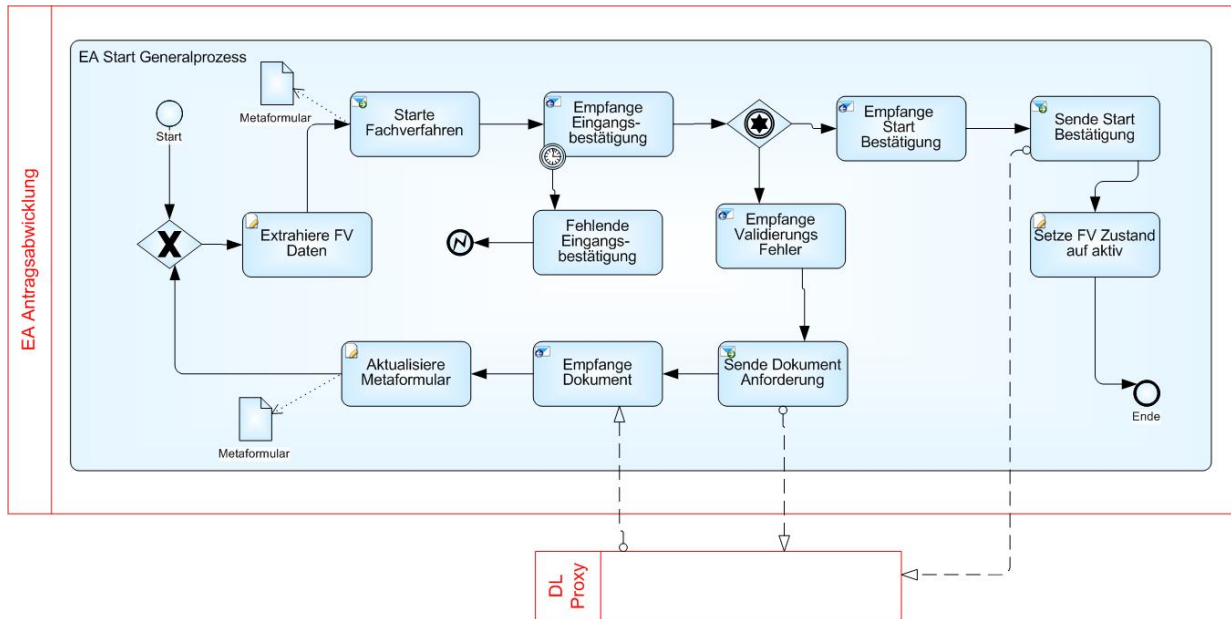 EA Antragsabwicklung
EA Start Generalprozess
Start
Metaformular
Starte
Fachverfahren
Empfange
Eingangs-
bestätigung
Empfange
Start
Bestätigung
Sende Start
Bestätigung
Extrahiere FV
Daten
Fehlende
Eingangs-
bestätigung
Empfange
Validierungs
Fehler
Setze FV Zustand
auf aktiv
Aktualisiere
Metaformular
Empfange
Dokument
Sende Dokument
Anforderung
Ende
Metaformular
DL
Proxy